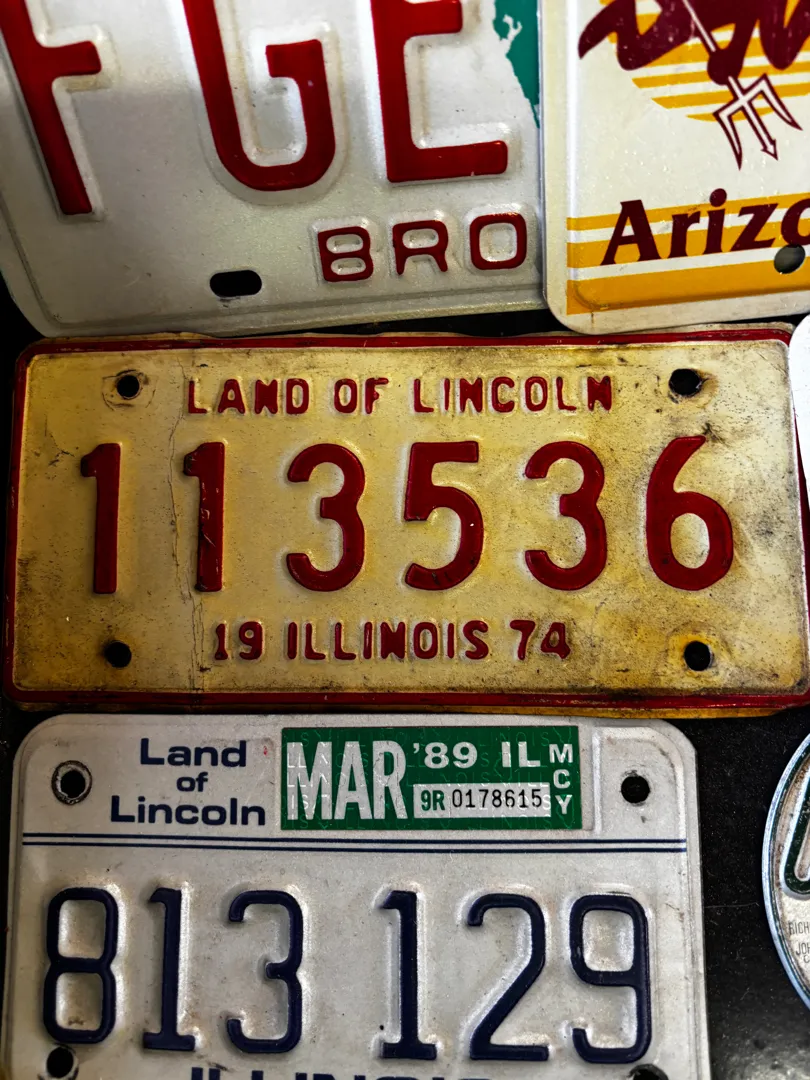 FGE
BRO
Arizo
LAND OF LINCOLN
113536
19 ILLINOIS 74
Land
of
Lincoln
MAR '89 IL MCY
9R 0178615
813 129
ILLINOIS